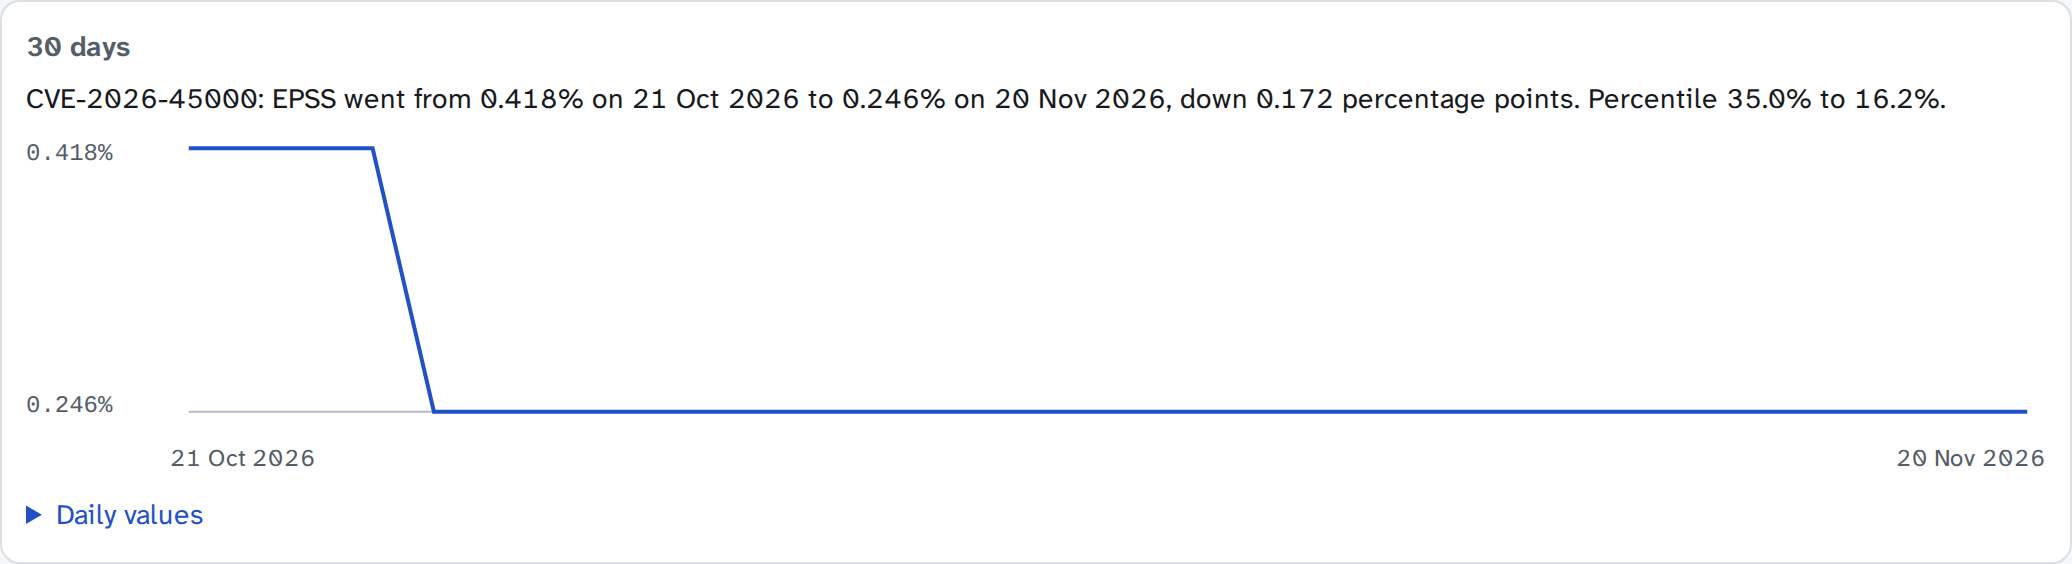 30 days
CVE-2026-45000: EPSS went from 0.418% on 21 Oct 2026 to 0.246% on 20 Nov 2026, down 0.172 percentage points. Percentile 35.0% to 16.2%.
0.418%
0.246%
21 Oct 2026
20 Nov 2026
Daily values